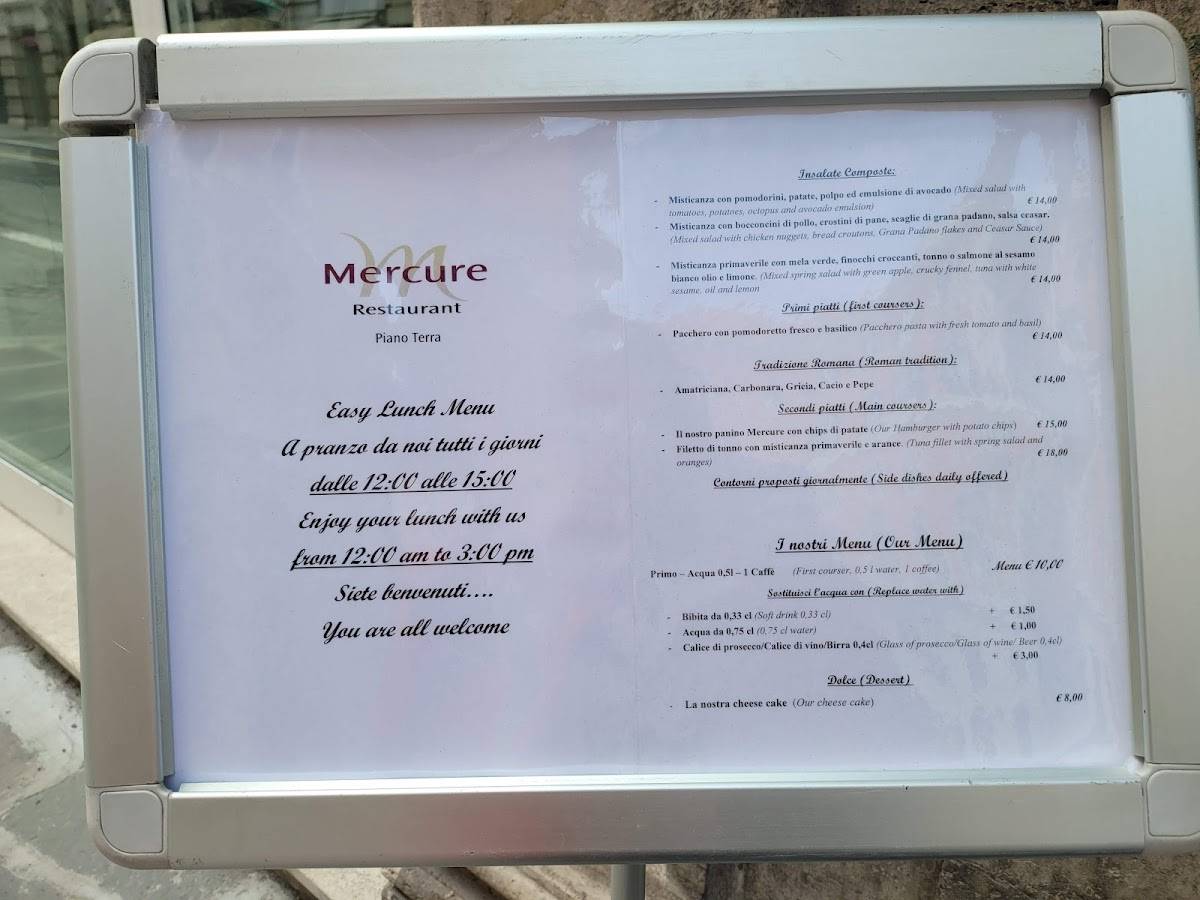 Mercure
Restaurant
Piano Terra
Easy Lunch Menu
A pranzo da noi tutti i giorni
dalle 12:00 alle 15:00
Enjoy your lunch with us
from 12:00 am to 3:00 pm
Siete benvenuti....
You are all welcome
Insalate Composte:
- Misticanza con pomodorini, patate, polpo ed emulsione di avocado (Mixed salad with
tomatoes, potatoes, octopus and avocado emulsion) € 14,00
- Misticanza con bocconcini di pollo, crostini di pane, scaglie di grana padano, salsa ceasar.
(Mixed salad with chicken nuggets, bread croutons, Grana Padano flakes and Ceasar Sauce)
€ 14,00
- Misticanza primaverile con mela verde, finocchi croccanti, tonno o salmone al sesamo
bianco olio e limone. (Mixed spring salad with green apple, crucky fennel, tuna with white
sesame, oil and lemon € 14,00
Primi piatti (first coursers):
- Pacchero con pomodoretto fresco e basilico (Pacchero pasta with fresh tomato and basil)
€ 14,00
Tradizione Romana (Roman tradition):
- Amatriciana, Carbonara, Gricia, Cacio e Pepe € 14,00
Secondi piatti (Main coursers):
- Il nostro panino Mercure con chips di patate (Our Hamburger with potato chips) € 15,00
- Filetto di tonno con misticanza primaverile e arance. (Tuna fillet with spring salad and
oranges) € 18,00
Contorni proposti giornalmente (Side dishes daily offered)
I nostri Menu (Our Menu)
Primo – Acqua 0,5l – 1 Caffè (First courser, 0,5 l water, 1 coffee) Menu € 10,00
Sostituisci l'acqua con (Replace water with)
- Bibita da 0,33 cl (Soft drink 0,33 cl) + € 1,50
- Acqua da 0,75 cl (0,75 cl water) + € 1,00
- Calice di prosecco/Calice di vino/Birra 0,4cl (Glass of prosecco/Glass of wine/ Beer 0,4cl)
+ € 3,00
Dolce (Dessert)
- La nostra cheese cake (Our cheese cake) € 8,00